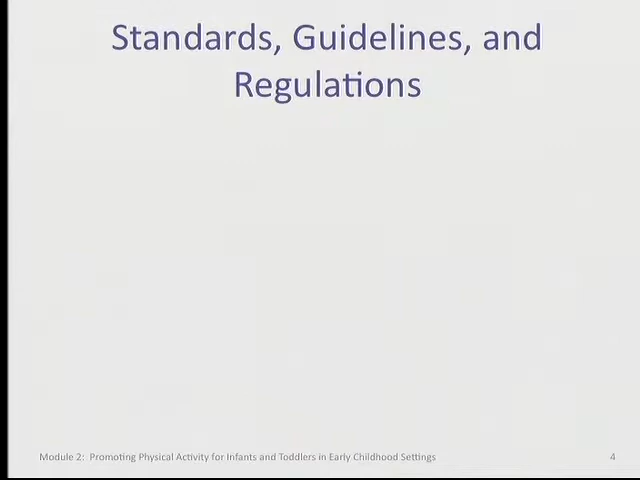 Standards, Guidelines, and
Regulations
Module 2:  Promoting Physical Activity for Infants and Toddlers in Early Childhood Settings
4